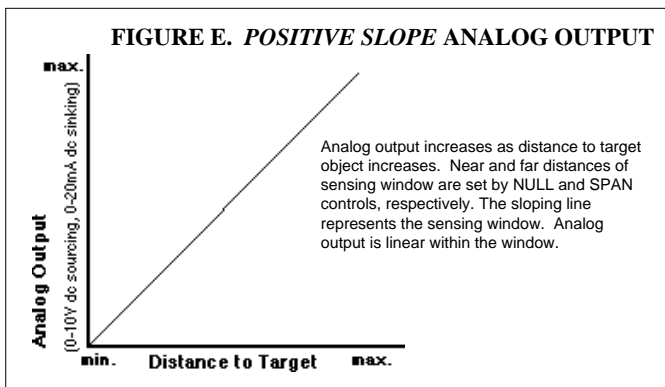 FIGURE E. POSITIVE SLOPE ANALOG OUTPUT
max.
Analog Output
(0-10V dc sourcing, 0-20mA dc sinking)
Analog output increases as distance to target
object increases. Near and far distances of
sensing window are set by NULL and SPAN
controls, respectively. The sloping line
represents the sensing window. Analog
output is linear within the window.
min. Distance to Target max.